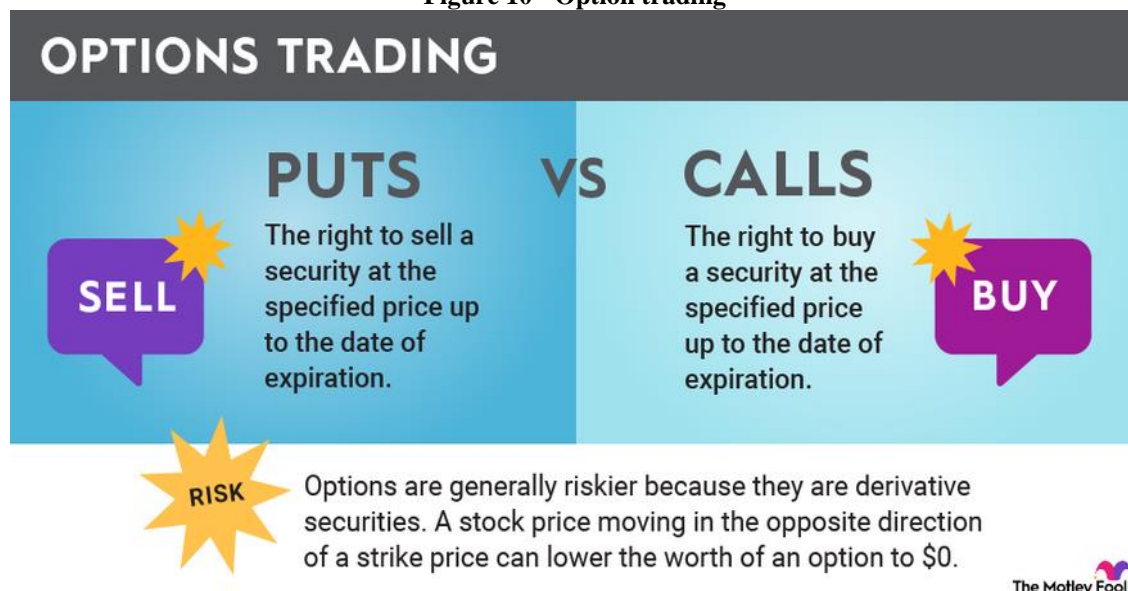 Figure 10 - Option trading
OPTIONS TRADING
PUTS
VS
CALLS
The right to sell a
security at the
specified price up
to the date of
expiration.
SELL
The right to buy
a security at the
specified price
up to the date of
expiration.
BUY
RISK
Options are generally riskier because they are derivative
securities. A stock price moving in the opposite direction
of a strike price can lower the worth of an option to $0.
The Motley Fool